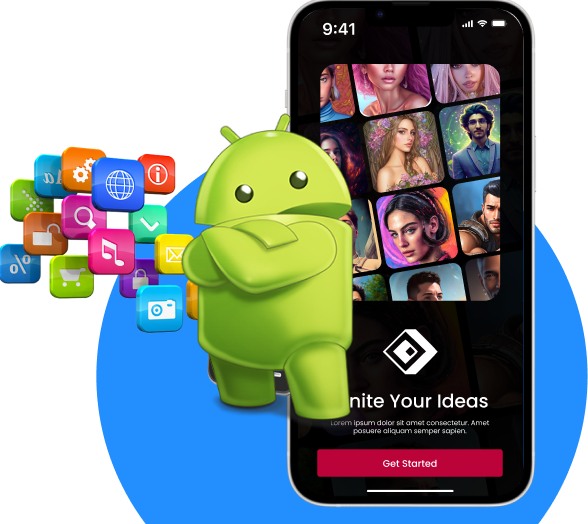 9:41
nite Your Ideas
Lorem ipsum dolor sit amet consectetur. Amet
posuere aliquam semper sapien.
Get Started